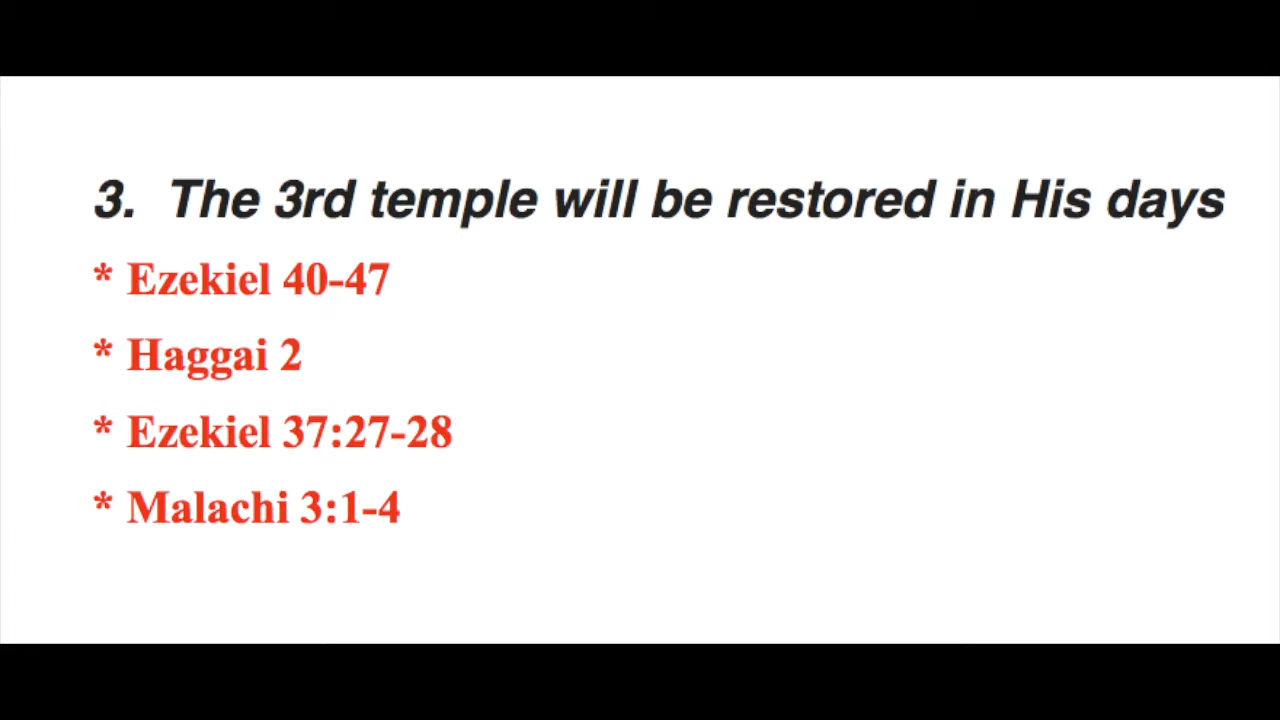 3. The 3rd temple will be restored in His days
* Ezekiel 40-47
* Haggai 2
* Ezekiel 37:27-28
* Malachi 3:1-4